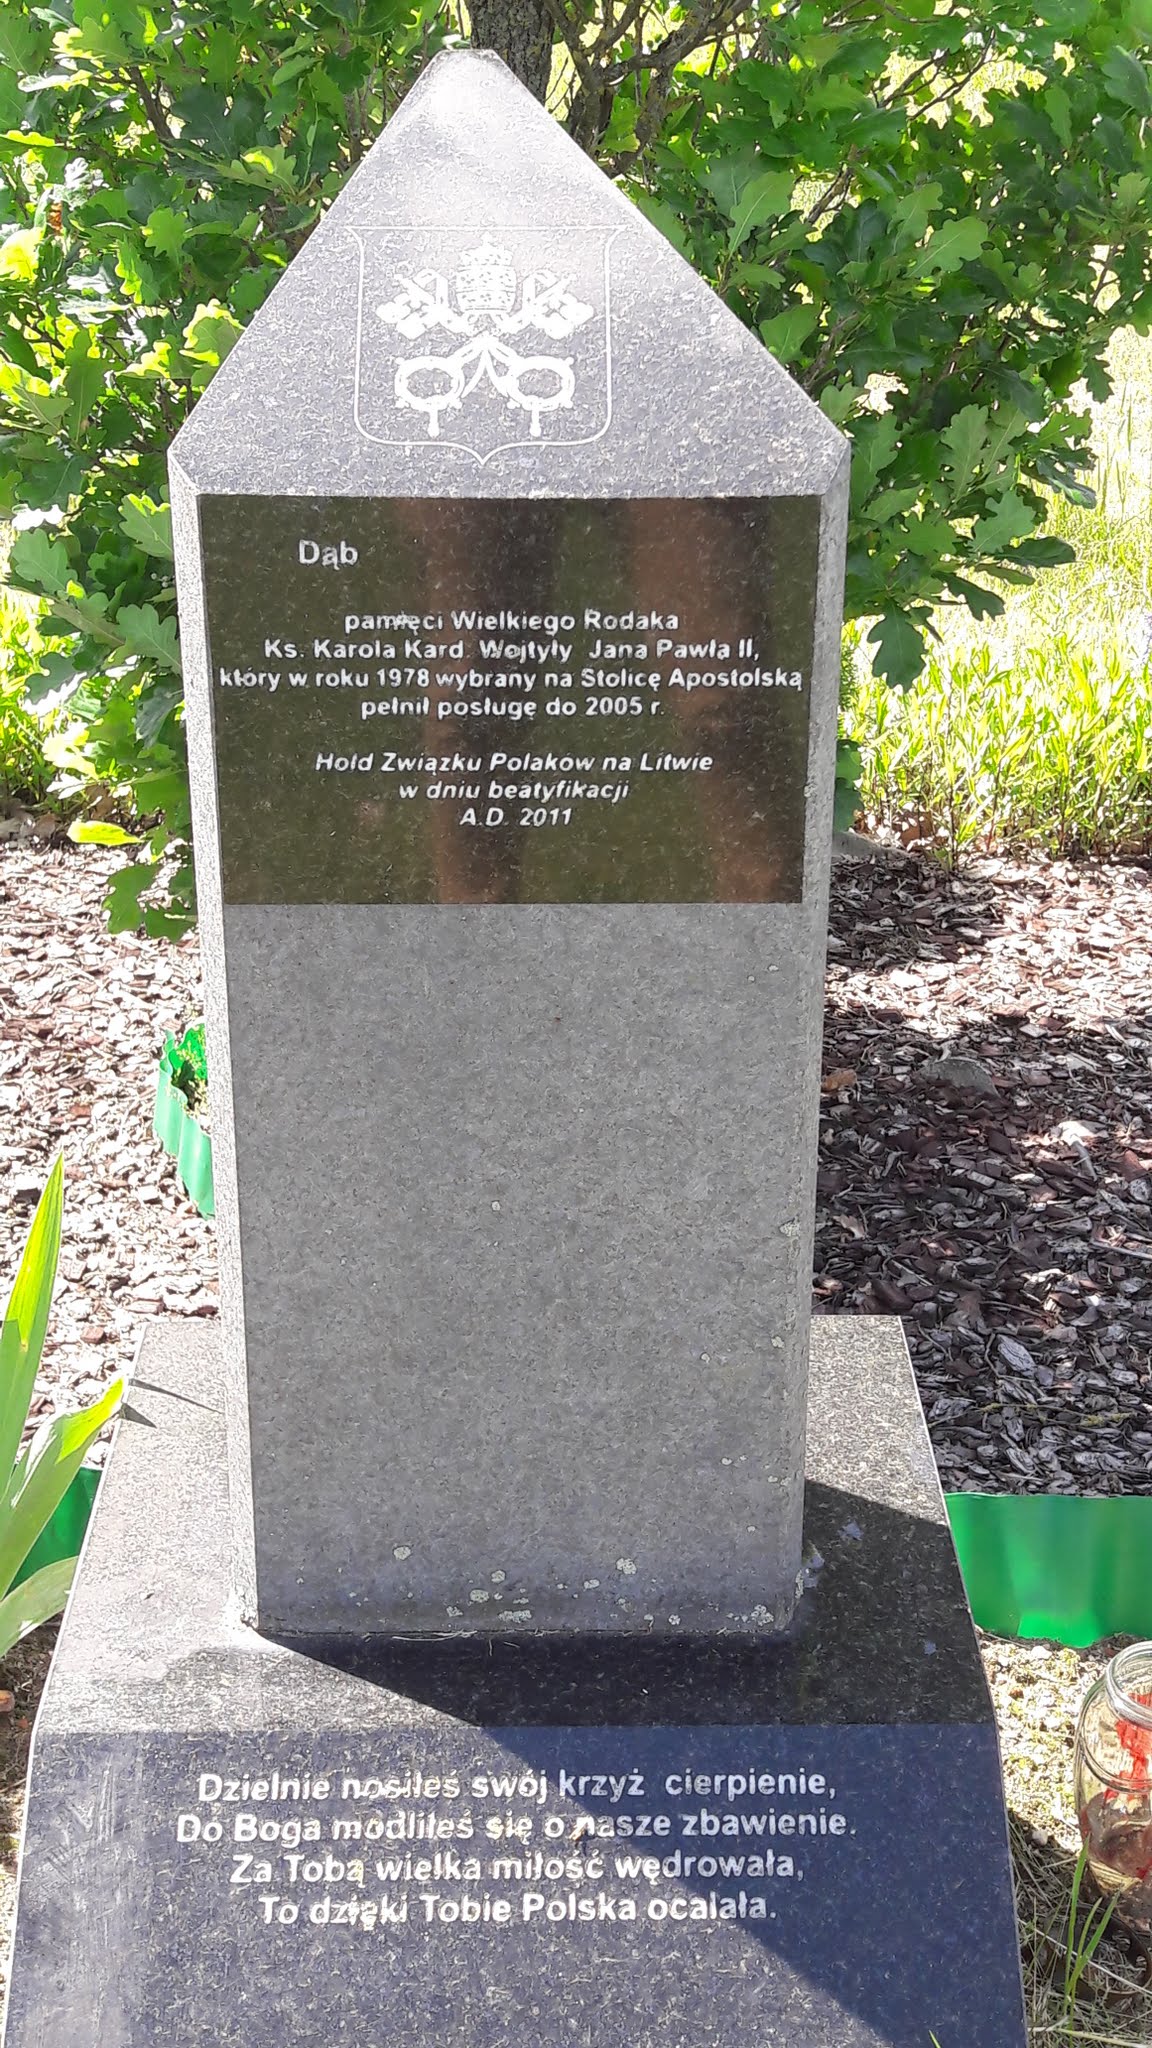 Dąb
pamięci Wielkiego Rodaka
Ks. Karola Kard. Wojtyły Jana Pawła II,
który w roku 1978 wybrany na Stolicę Apostolską
pełnił posługę do 2005 r.
Hołd Związku Polaków na Litwie
w dniu beatyfikacji
A.D. 2011
Dzielnie nosiłeś swój krzyż cierpienie,
Do Boga modliłeś się o nasze zbawienie.
Za Tobą wielka miłość wędrowała,
To dzięki Tobie Polska ocalała.